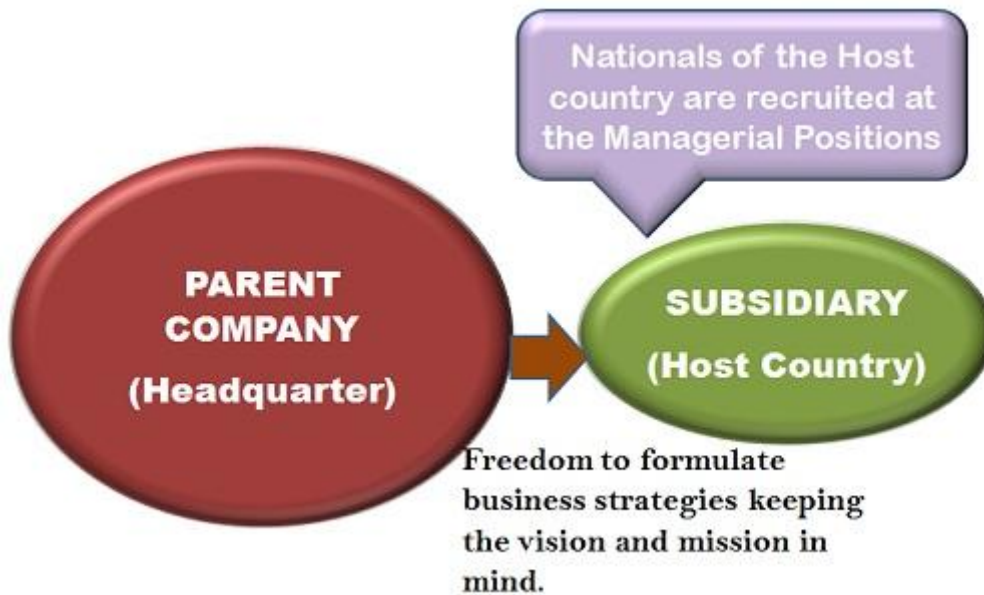 Nationals of the Host
country are recruited at
the Managerial Positions
PARENT
COMPANY
(Headquarter)
SUBSIDIARY
(Host Country)
Freedom to formulate
business strategies keeping
the vision and mission in
mind.